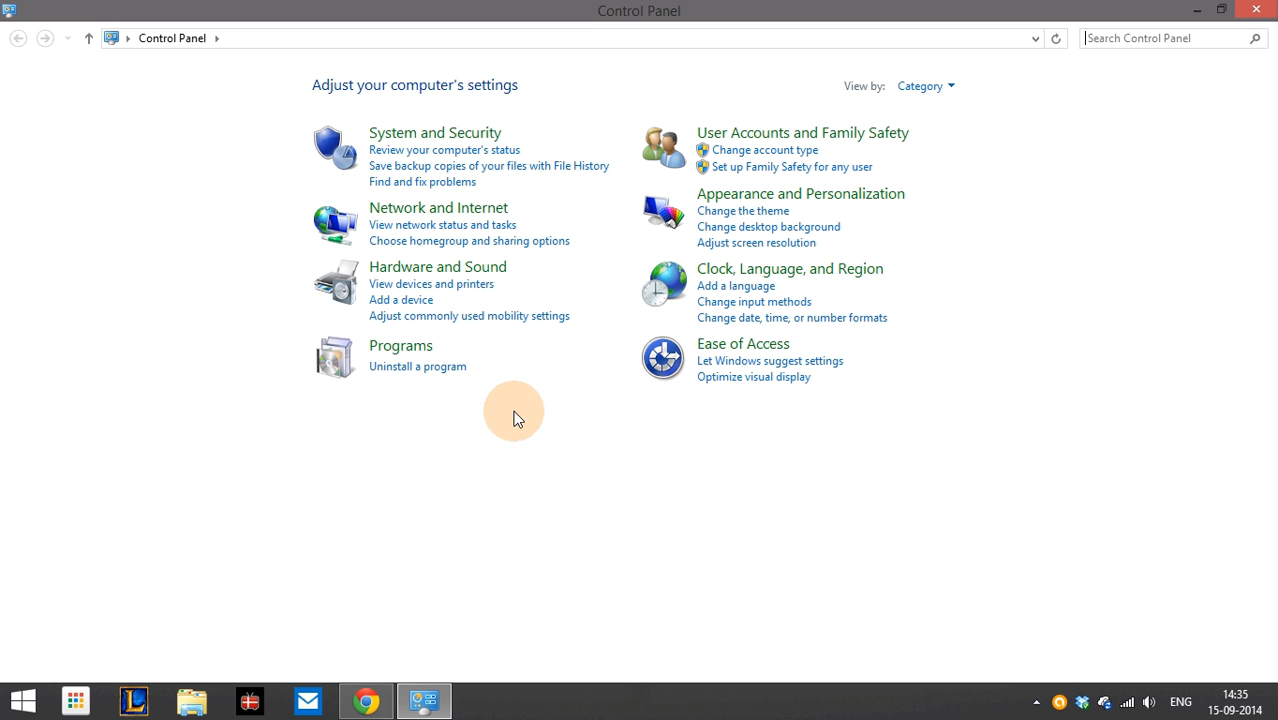 Control Panel
Control Panel
Search Control Panel
Adjust your computer's settings
View by: Category
System and Security
Review your computer's status
Save backup copies of your files with File History
Find and fix problems
Network and Internet
View network status and tasks
Choose homegroup and sharing options
Hardware and Sound
View devices and printers
Add a device
Adjust commonly used mobility settings
Programs
Uninstall a program
User Accounts and Family Safety
Change account type
Set up Family Safety for any user
Appearance and Personalization
Change the theme
Change desktop background
Adjust screen resolution
Clock, Language, and Region
Add a language
Change input methods
Change date, time, or number formats
Ease of Access
Let Windows suggest settings
Optimize visual display
L
ENG
14:35
15-09-2014